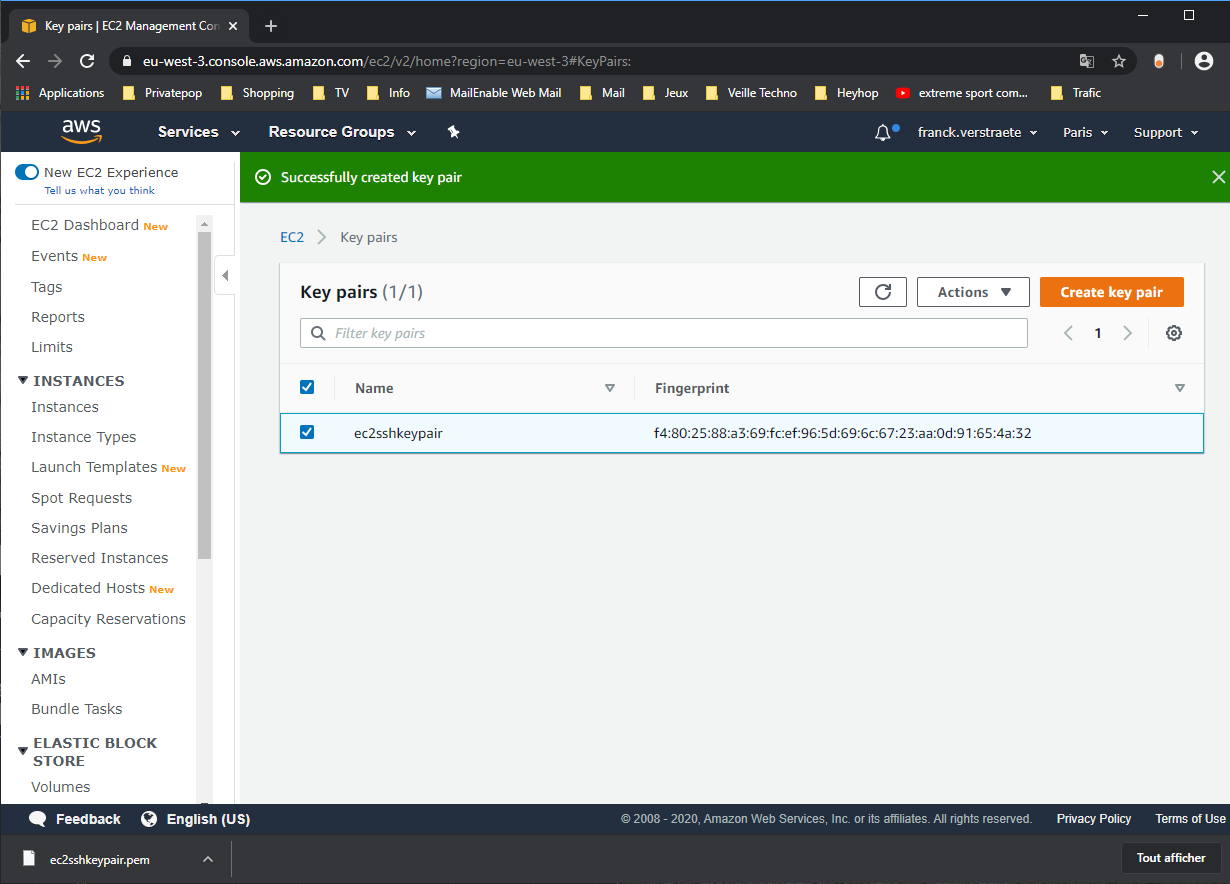 Key pairs | EC2 Management Con
eu-west-3.console.aws.amazon.com/ec2/v2/home?region=eu-west-3#KeyPairs:
Applications Privatepop Shopping TV Info MailEnable Web Mail Mail Jeux Veille Techno Heyhop extreme sport com... Trafic
aws Services Resource Groups franck.verstraete Paris Support
New EC2 Experience
Tell us what you think
Successfully created key pair
EC2 Dashboard New
Events New
Tags
Reports
Limits
INSTANCES
Instances
Instance Types
Launch Templates New
Spot Requests
Savings Plans
Reserved Instances
Dedicated Hosts New
Capacity Reservations
IMAGES
AMIs
Bundle Tasks
ELASTIC BLOCK
STORE
Volumes
EC2 Key pairs
Key pairs (1/1) Actions Create key pair
Filter key pairs 1
Name Fingerprint
ec2sshkeypair f4:80:25:88:a3:69:fc:ef:96:5d:69:6c:67:23:aa:0d:91:65:4a:32
Feedback English (US) © 2008 - 2020, Amazon Web Services, Inc. or its affiliates. All rights reserved. Privacy Policy Terms of Use
ec2sshkeypair.pem Tout afficher